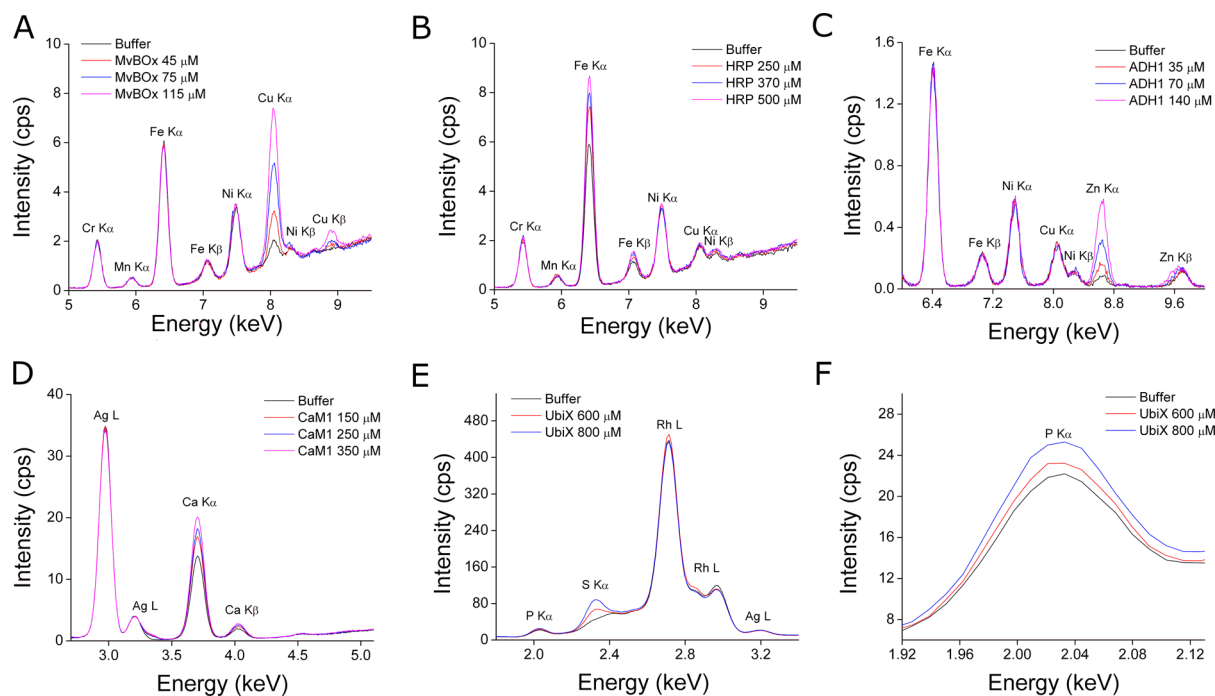 A
Buffer
MvBOx 45 μM
MvBOx 75 μM
MvBOx 115 μM
Cr Kα
Mn Kα
Fe Kα
Fe Kβ
Ni Kα
Cu Kα
Ni Kβ
Cu Kβ
Intensity (cps)
0
2
4
6
8
10
5 6 7 8 9
Energy (keV)
B
Buffer
HRP 250 μM
HRP 370 μM
HRP 500 μM
Cr Kα
Mn Kα
Fe Kα
Fe Kβ
Ni Kα
Cu Kα
Ni Kβ
Intensity (cps)
0
2
4
6
8
10
5 6 7 8 9
Energy (keV)
C
Buffer
ADH1 35 μM
ADH1 70 μM
ADH1 140 μM
Fe Kα
Fe Kβ
Ni Kα
Cu Kα
Ni Kβ
Zn Kα
Zn Kβ
Intensity (cps)
0.0
0.4
0.8
1.2
1.6
6.4 7.2 8.0 8.8 9.6
Energy (keV)
D
Buffer
CaM1 150 μM
CaM1 250 μM
CaM1 350 μM
Ag L
Ag L
Ca Kα
Ca Kβ
Intensity (cps)
0
10
20
30
40
3.0 3.5 4.0 4.5 5.0
Energy (keV)
E
Buffer
UbiX 600 μM
UbiX 800 μM
P Kα
S Kα
Rh L
Rh L
Ag L
Intensity (cps)
0
80
160
240
320
400
480
2.0 2.4 2.8 3.2
Energy (keV)
F
Buffer
UbiX 600 μM
UbiX 800 μM
P Kα
Intensity (cps)
8
12
16
20
24
28
1.92 1.96 2.00 2.04 2.08 2.12
Energy (keV)